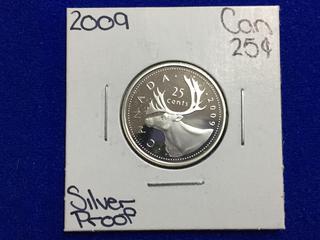 2009
Can
25¢
CANADA
25
cents
2009
Silver
Proof